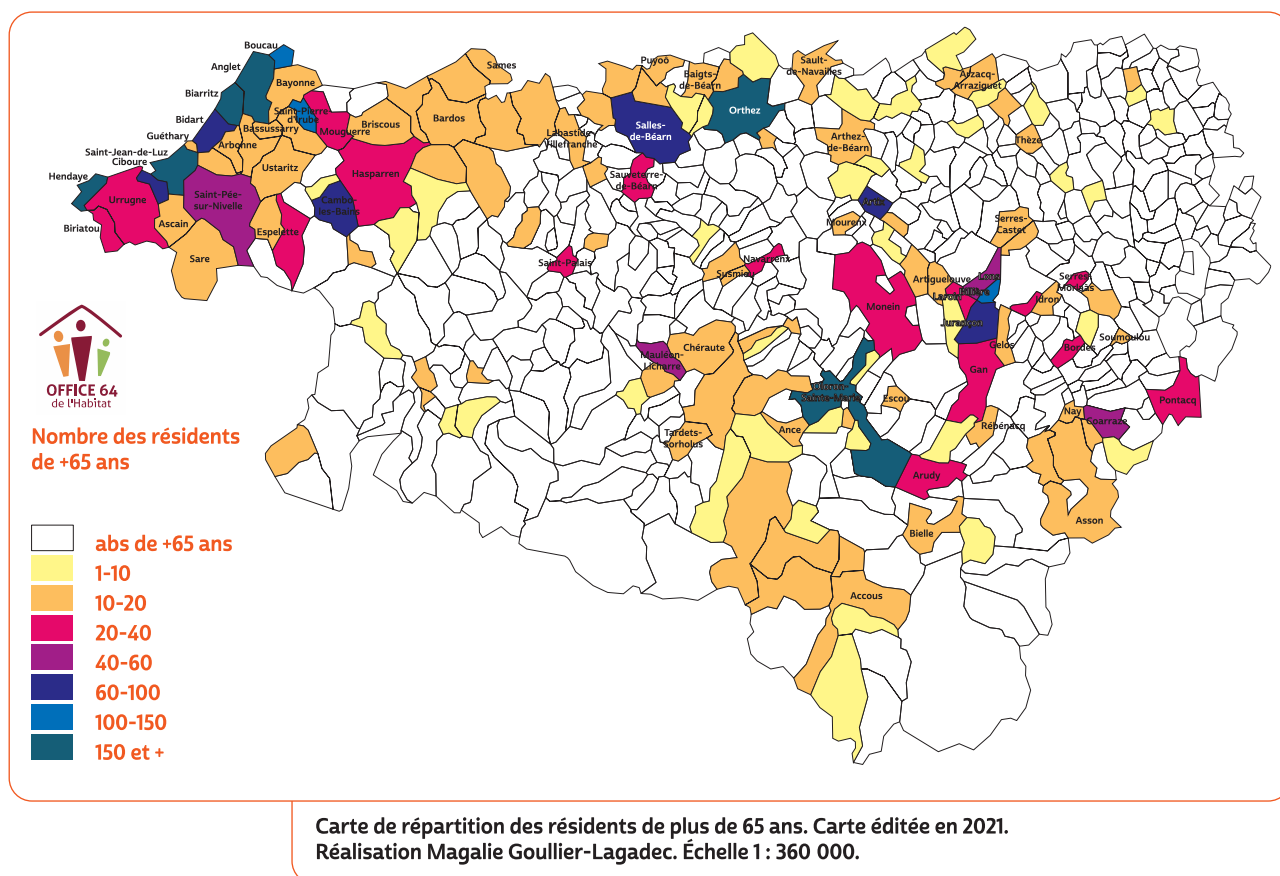 Boucau
Anglet
Bayonne
Biarritz
Saint-Pierre
d'Irube
Bidart
Bassussarry
Mouguerre
Guéthary
Arbonne
Briscous
Bardos
Sames
Saint-Jean-de-Luz
Ciboure
Ustaritz
Hasparren
Hendaye
Urrugne
Saint-Pée-
sur-Nivelle
Cambo-
les-Bains
Biriatou
Ascain
Espelette
Sare
Labastide-
Villefranche
Puyoô
Baigts-
de-Béarn
Salles-
de-Béarn
Orthez
Sault-
de-Navailles
Arzacq-
Arraziguet
Arthez-
de-Béarn
Thèze
Sauveterre-
de-Béarn
Artix
Mourenx
Serres-
Castet
Saint-Palais
Navarrenx
Susmiou
Artiguelouve
Lons
Billère
Laroin
Serres-
Morlaàs
Idron
Monein
Jurançon
Gelos
Bordes
Soumoulou
Chéraute
Mauléon-
Licharre
Gan
Oloron-
Sainte-Marie
Escou
Pontacq
Nay
Coarraze
Rébénacq
Ance
Tardets-
Sorholus
Arudy
Asson
Bielle
Accous
OFFICE 64
de l'Habitat
Nombre des résidents
de +65 ans
abs de +65 ans
1-10
10-20
20-40
40-60
60-100
100-150
150 et +
Carte de répartition des résidents de plus de 65 ans. Carte éditée en 2021.
Réalisation Magalie Goullier-Lagadec. Échelle 1 : 360 000.